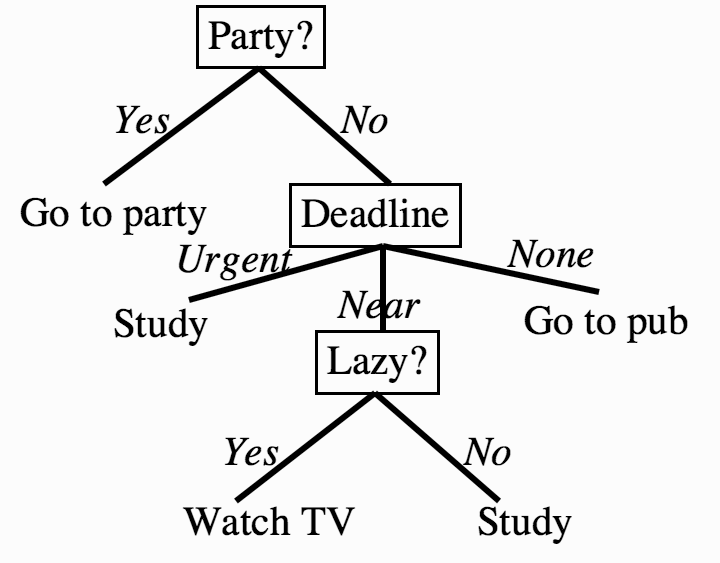 Party?
Yes
No
Go to party
Deadline
Urgent
None
Near
Study
Go to pub
Lazy?
Yes
No
Watch TV
Study